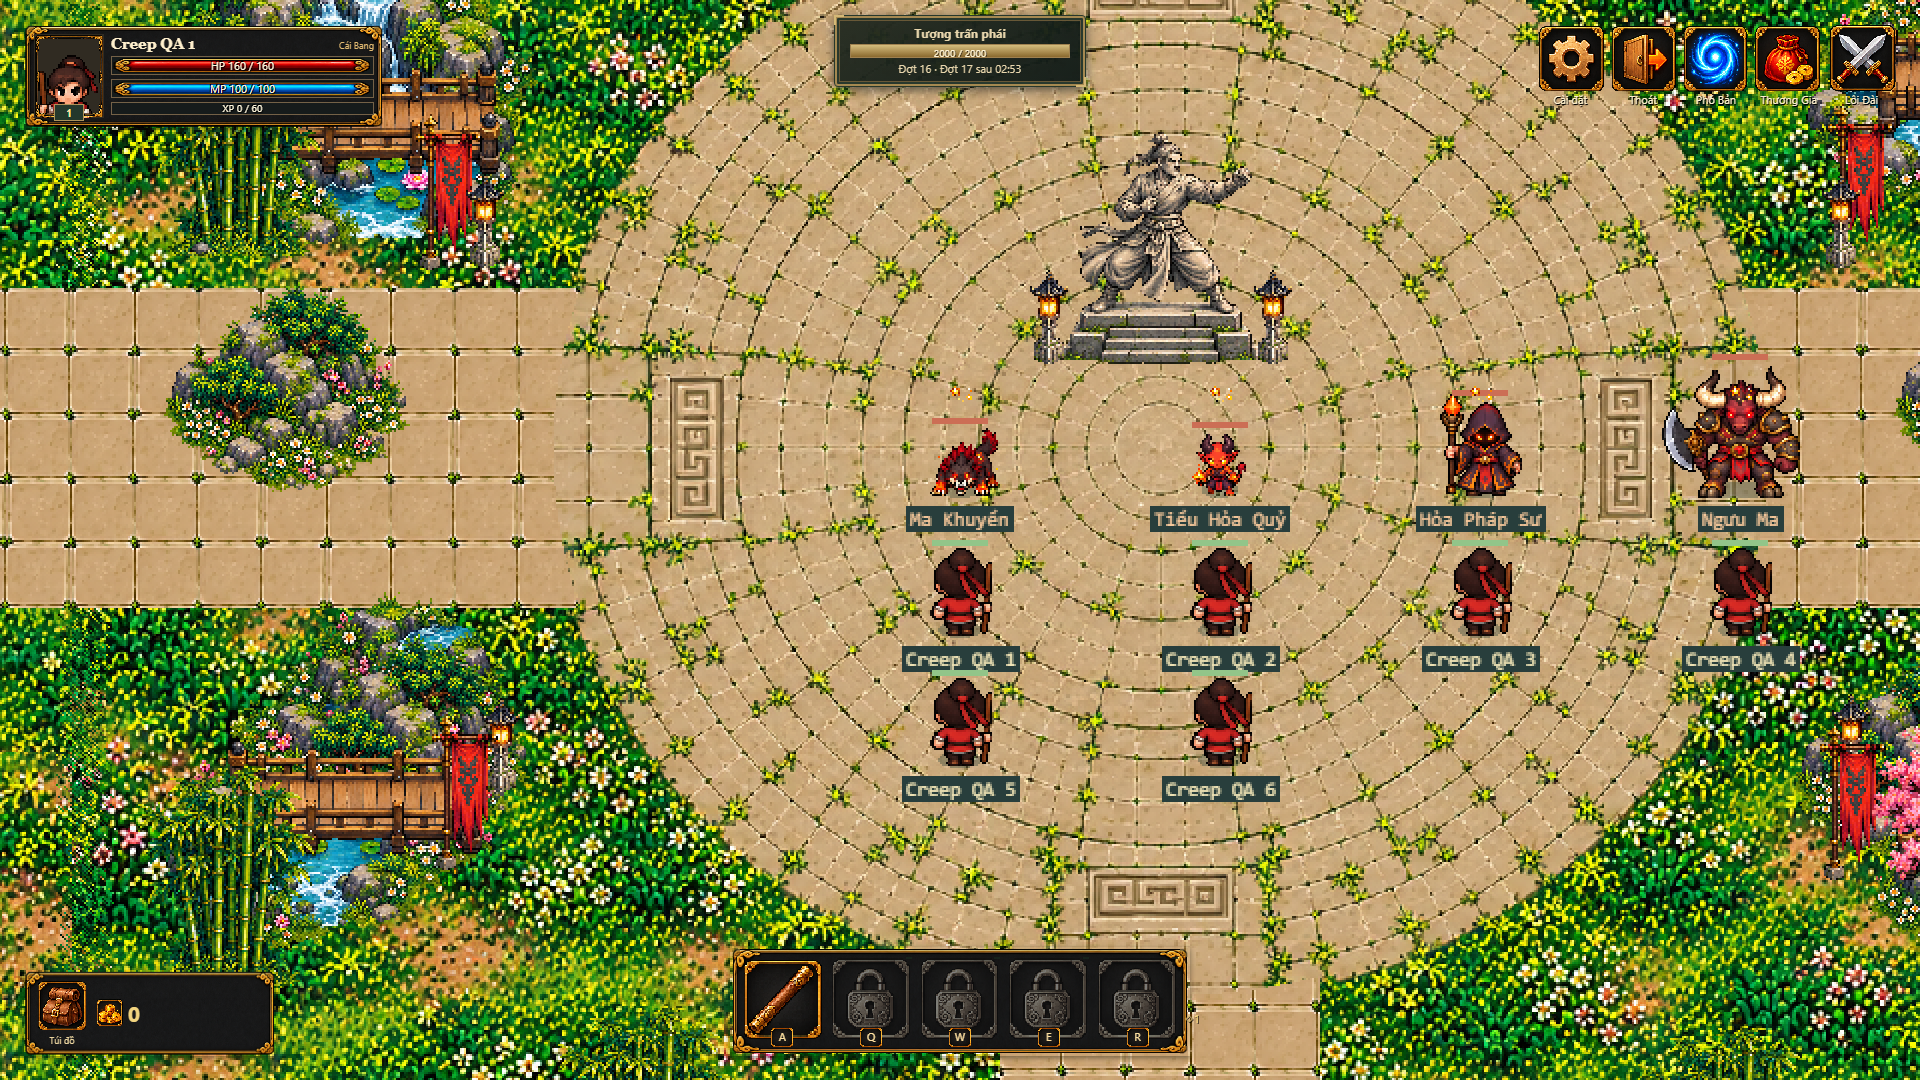 Creep QA 1
Cái Bang
HP 160 / 160
MP 100 / 100
XP 0 / 60
1
Tượng trấn phái
2000 / 2000
Đợt 16 · Đợt 17 sau 02:53
Cài đặt
Thoát
Phó Bản
Thương Gia
Lôi Đài
Ma Khuyển
Tiểu Hỏa Quỷ
Hỏa Pháp Sư
Ngưu Ma
Creep QA 1
Creep QA 2
Creep QA 3
Creep QA 4
Creep QA 5
Creep QA 6
0
Túi đồ
A
Q
W
E
R